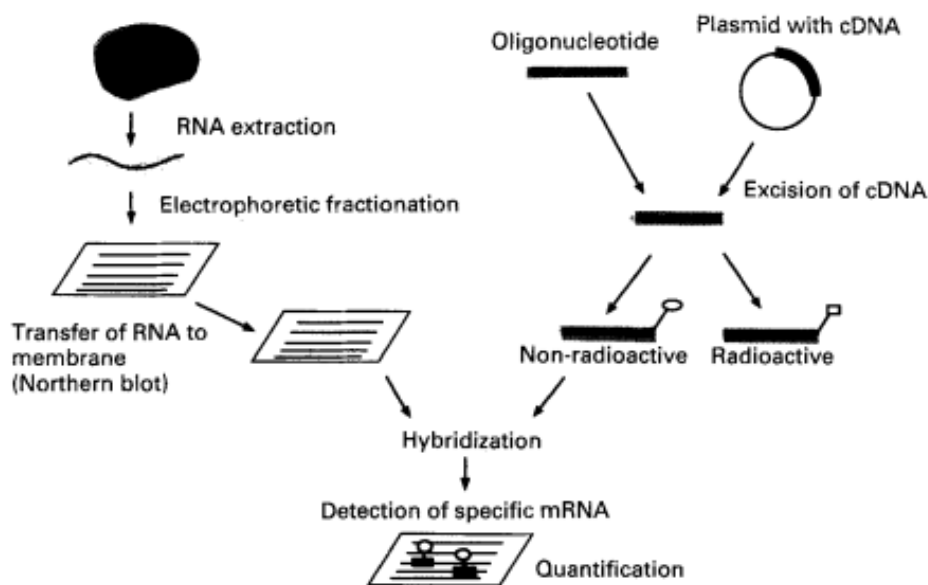 Oligonucleotide
Plasmid with cDNA
RNA extraction
Electrophoretic fractionation
Excision of cDNA
Transfer of RNA to
membrane
(Northern blot)
Non-radioactive
Radioactive
Hybridization
Detection of specific mRNA
Quantification